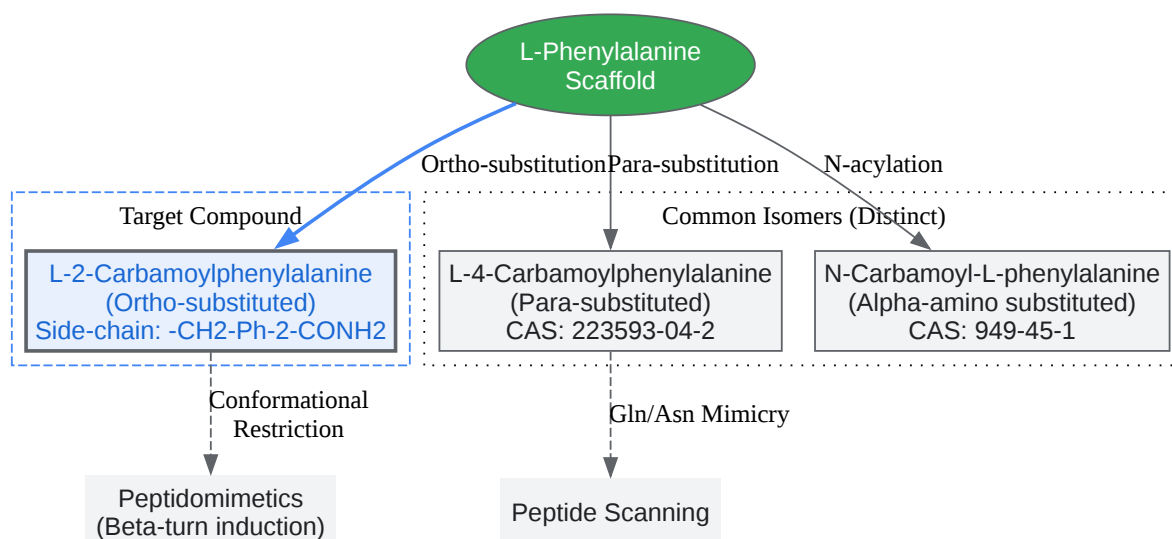 L-Phenylalanine
Scaffold
Ortho-substitution
Para-substitution
N-acylation
Target Compound
Common Isomers (Distinct)
L-2-Carbamoylphenylalanine
(Ortho-substituted)
Side-chain: -CH2-Ph-2-CONH2
L-4-Carbamoylphenylalanine
(Para-substituted)
CAS: 223593-04-2
N-Carbamoyl-L-phenylalanine
(Alpha-amino substituted)
CAS: 949-45-1
Conformational
Restriction
Gln/Asn Mimicry
Peptidomimetics
(Beta-turn induction)
Peptide Scanning